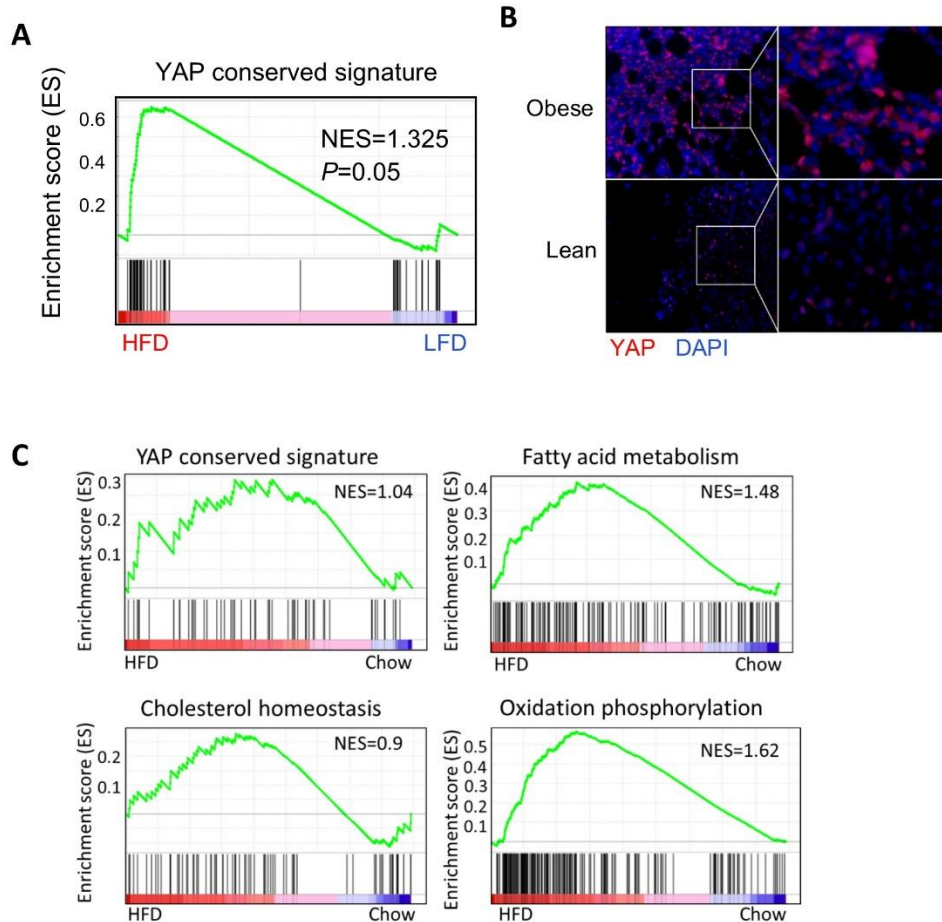 A
YAP conserved signature
Enrichment score (ES)
0.6
0.4
0.2
NES=1.325
P=0.05
HFD
LFD
B
Obese
Lean
YAP DAPI
C
YAP conserved signature
Enrichment score (ES)
0.3
0.2
0.1
NES=1.04
HFD
Chow
Fatty acid metabolism
Enrichment score (ES)
0.4
0.3
0.2
0.1
NES=1.48
HFD
Chow
Cholesterol homeostasis
Enrichment score (ES)
0.2
0.1
NES=0.9
HFD
Chow
Oxidation phosphorylation
Enrichment score (ES)
0.5
0.4
0.3
0.2
0.1
NES=1.62
HFD
Chow